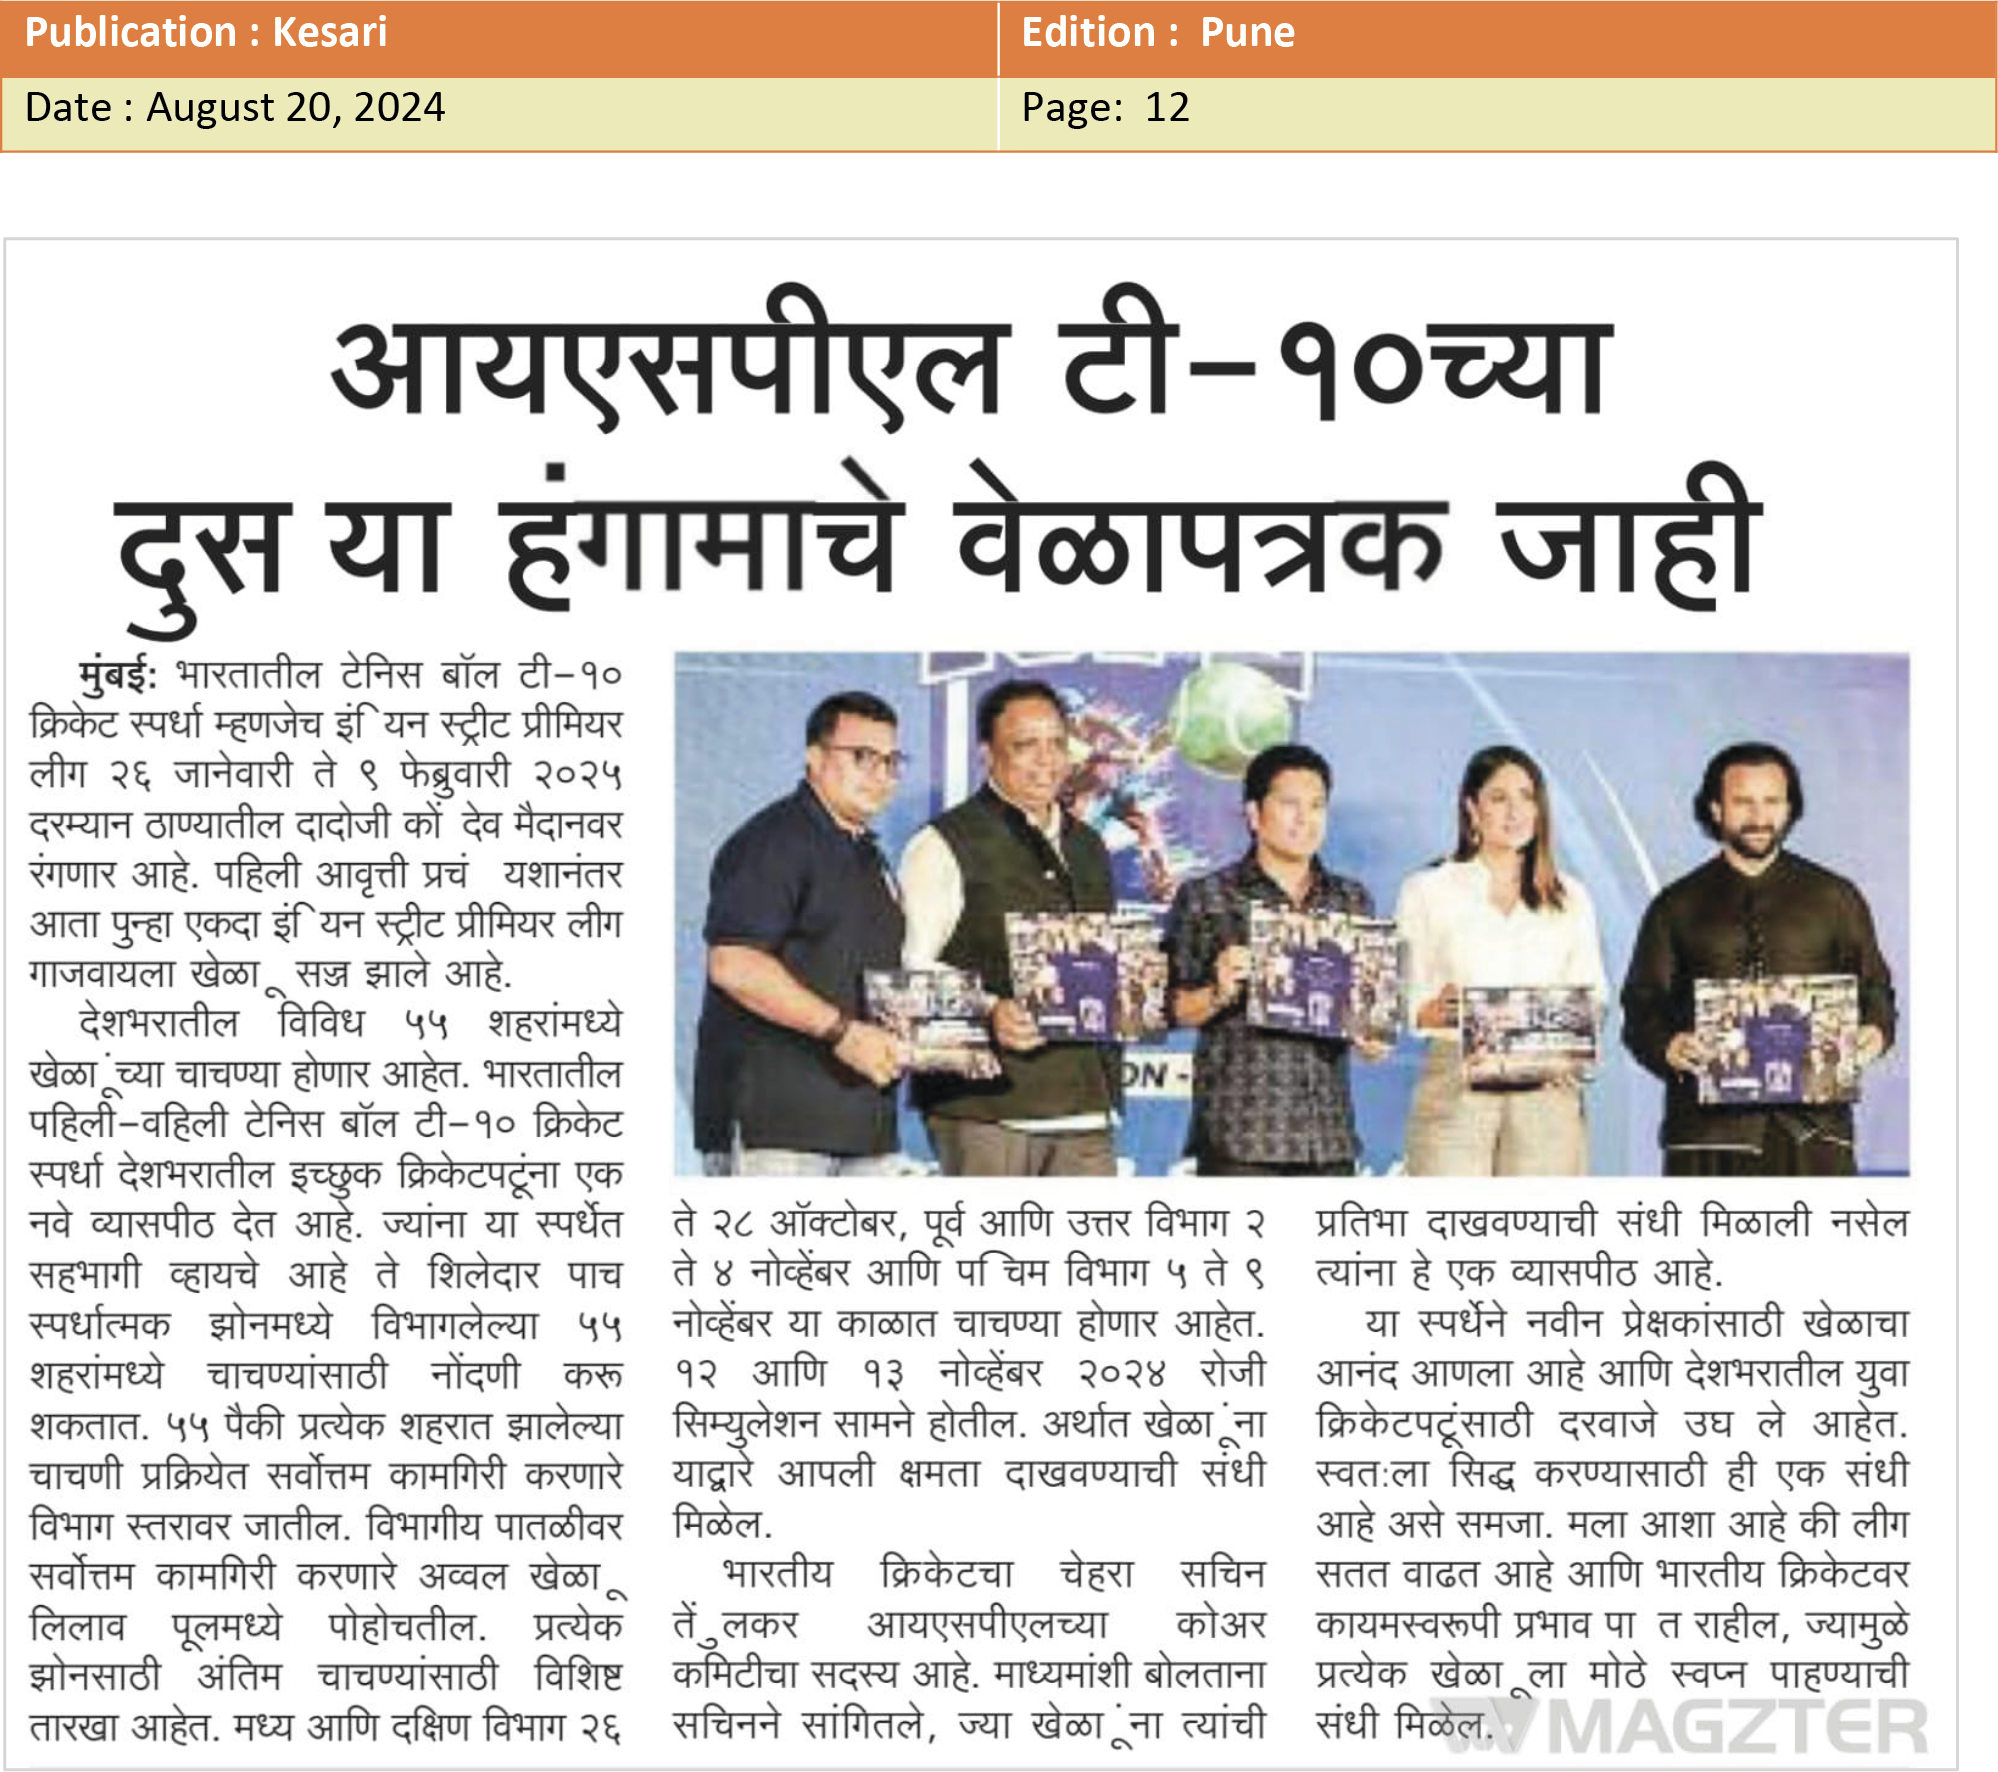 Publication : Kesari
Edition : Pune
Date : August 20, 2024
Page: 12
आयएसपीएल टी-१०च्या
दुस या हंगामाचे वेळापत्रक जाही
मुंबई: भारतातील टेनिस बॉल टी-१०
क्रिकेट स्पर्धा म्हणजेच इं ियन स्ट्रीट प्रीमियर
लीग २६ जानेवारी ते ९ फेब्रुवारी २०२५
दरम्यान ठाण्यातील दादोजी कों देव मैदानवर
रंगणार आहे. पहिली आवृत्ती प्रचं यशानंतर
आता पुन्हा एकदा इं ियन स्ट्रीट प्रीमियर लीग
गाजवायला खेळा ू सज्ज झाले आहे.
देशभरातील विविध ५५ शहरांमध्ये
खेळा ूंच्या चाचण्या होणार आहेत. भारतातील
पहिली-वहिली टेनिस बॉल टी-१० क्रिकेट
स्पर्धा देशभरातील इच्छुक क्रिकेटपटूंना एक
नवे व्यासपीठ देत आहे. ज्यांना या स्पर्धेत
सहभागी व्हायचे आहे ते शिलेदार पाच
स्पर्धात्मक झोनमध्ये विभागलेल्या ५५
शहरांमध्ये चाचण्यांसाठी नोंदणी करू
शकतात. ५५ पैकी प्रत्येक शहरात झालेल्या
चाचणी प्रक्रियेत सर्वोत्तम कामगिरी करणारे
विभाग स्तरावर जातील. विभागीय पातळीवर
सर्वोत्तम कामगिरी करणारे अव्वल खेळा ू
लिलाव पूलमध्ये पोहोचतील. प्रत्येक
झोनसाठी अंतिम चाचण्यांसाठी विशिष्ट
तारखा आहेत. मध्य आणि दक्षिण विभाग २६
ON -
ते २८ ऑक्टोबर, पूर्व आणि उत्तर विभाग २
ते ४ नोव्हेंबर आणि प िचम विभाग ५ ते ९
नोव्हेंबर या काळात चाचण्या होणार आहेत.
१२ आणि १३ नोव्हेंबर २०२४ रोजी
सिम्युलेशन सामने होतील. अर्थात खेळा ूंना
याद्वारे आपली क्षमता दाखवण्याची संधी
मिळेल.
भारतीय क्रिकेटचा चेहरा सचिन
तें ुलकर आयएसपीएलच्या कोअर
कमिटीचा सदस्य आहे. माध्यमांशी बोलताना
सचिनने सांगितले, ज्या खेळा ूंना त्यांची
प्रतिभा दाखवण्याची संधी मिळाली नसेल
त्यांना हे एक व्यासपीठ आहे.
या स्पर्धेने नवीन प्रेक्षकांसाठी खेळाचा
आनंद आणला आहे आणि देशभरातील युवा
क्रिकेटपटूंसाठी दरवाजे उघ ले आहेत.
स्वत:ला सिद्ध करण्यासाठी ही एक संधी
आहे असे समजा. मला आशा आहे की लीग
सतत वाढत आहे आणि भारतीय क्रिकेटवर
कायमस्वरूपी प्रभाव पा त राहील, ज्यामुळे
प्रत्येक खेळा ूला मोठे स्वप्न पाहण्याची
संधी मिळेल.
MAGZTER